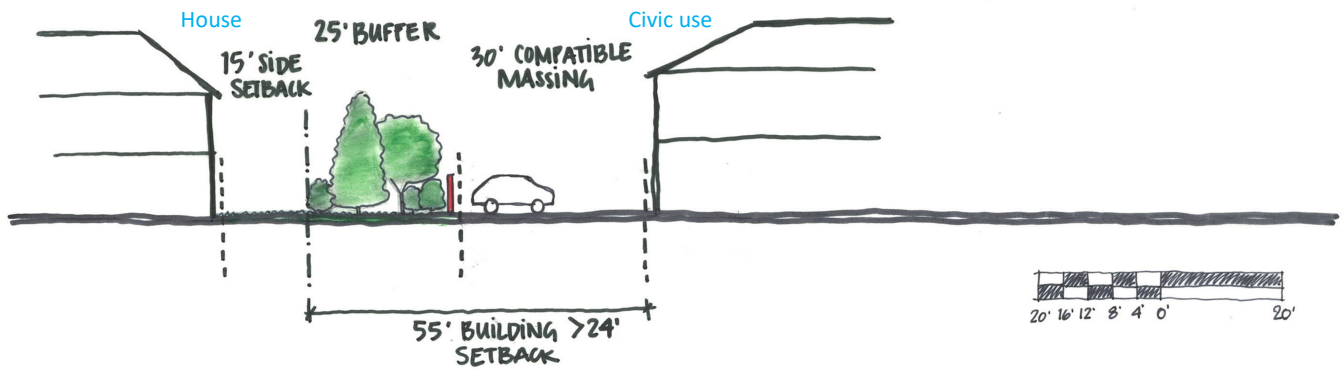 House
15' SIDE
SETBACK
25' BUFFER
30' COMPATIBLE
MASSING
Civic use
55' BUILDING >24'
SETBACK
20' 16' 12' 8' 4' 0' 20'